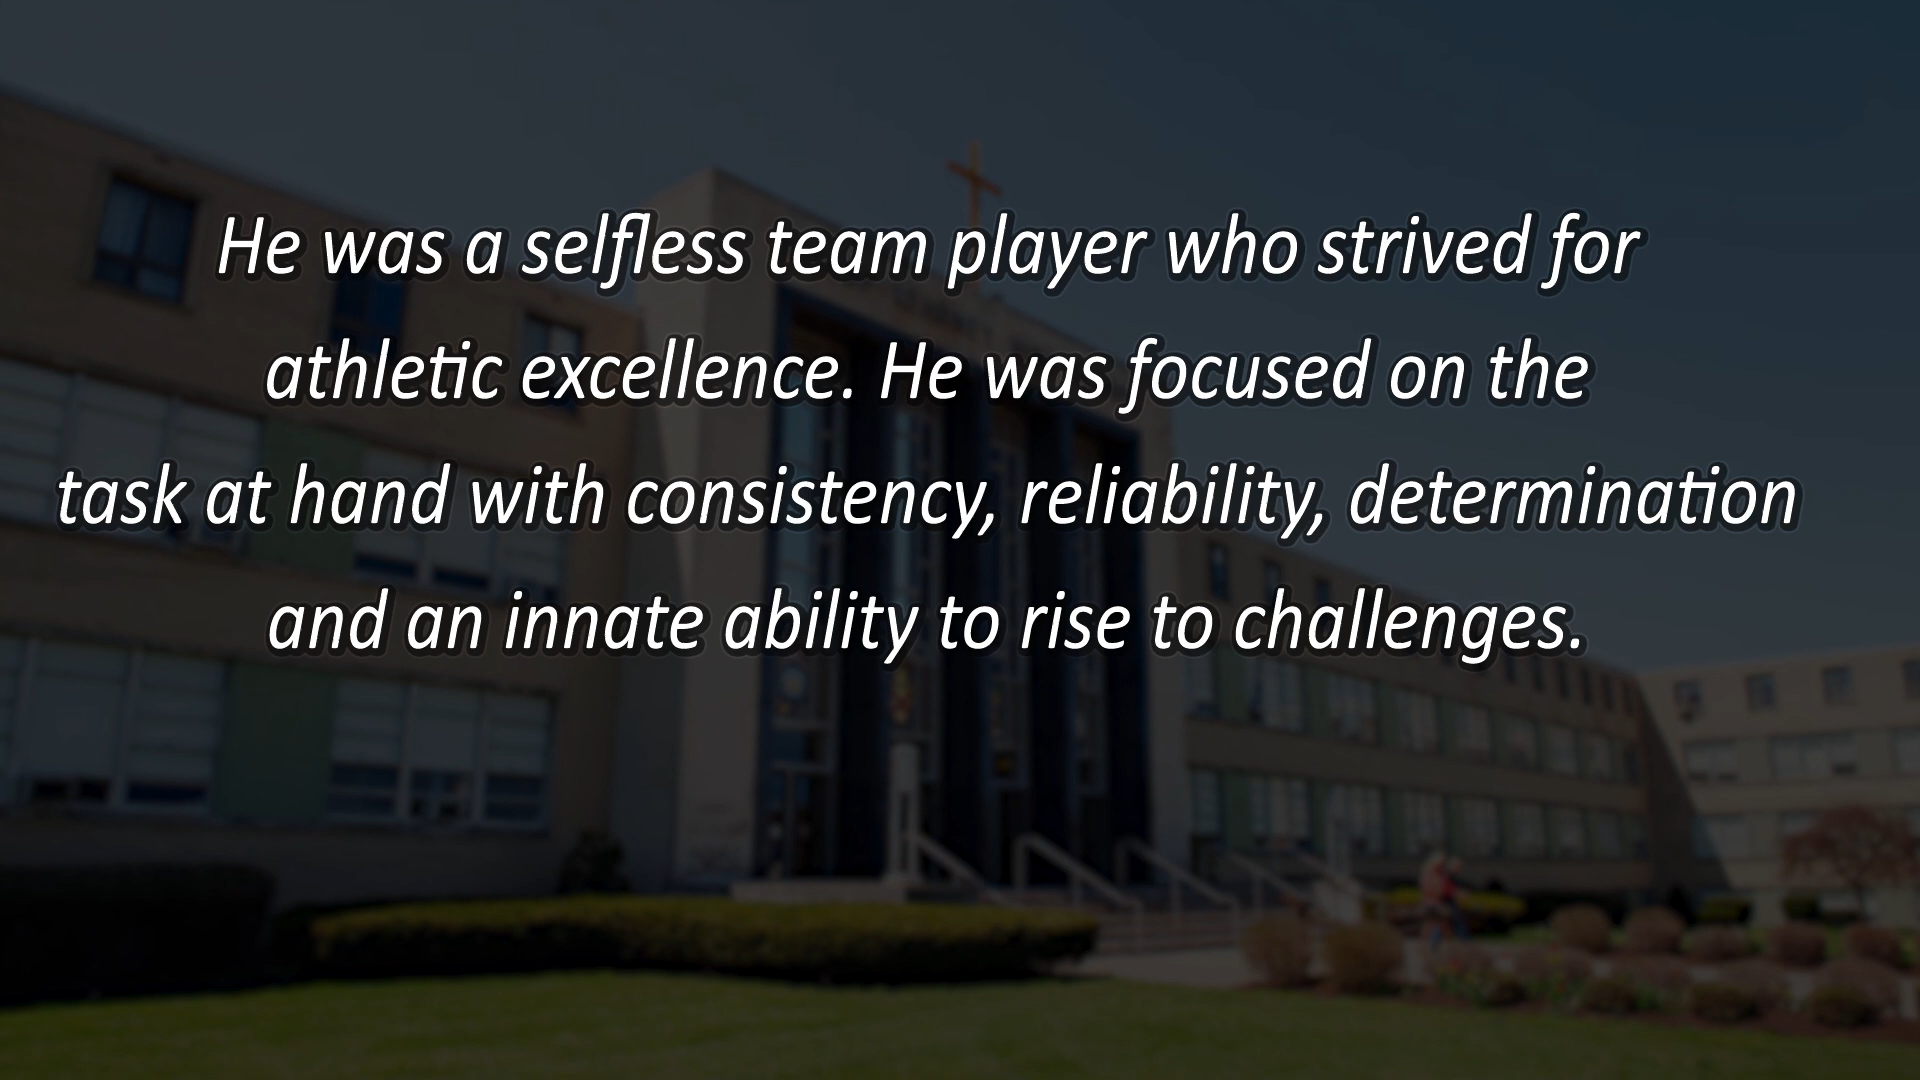 He was a selfless team player who strived for
athletic excellence. He was focused on the
task at hand with consistency, reliability, determination
and an innate ability to rise to challenges.